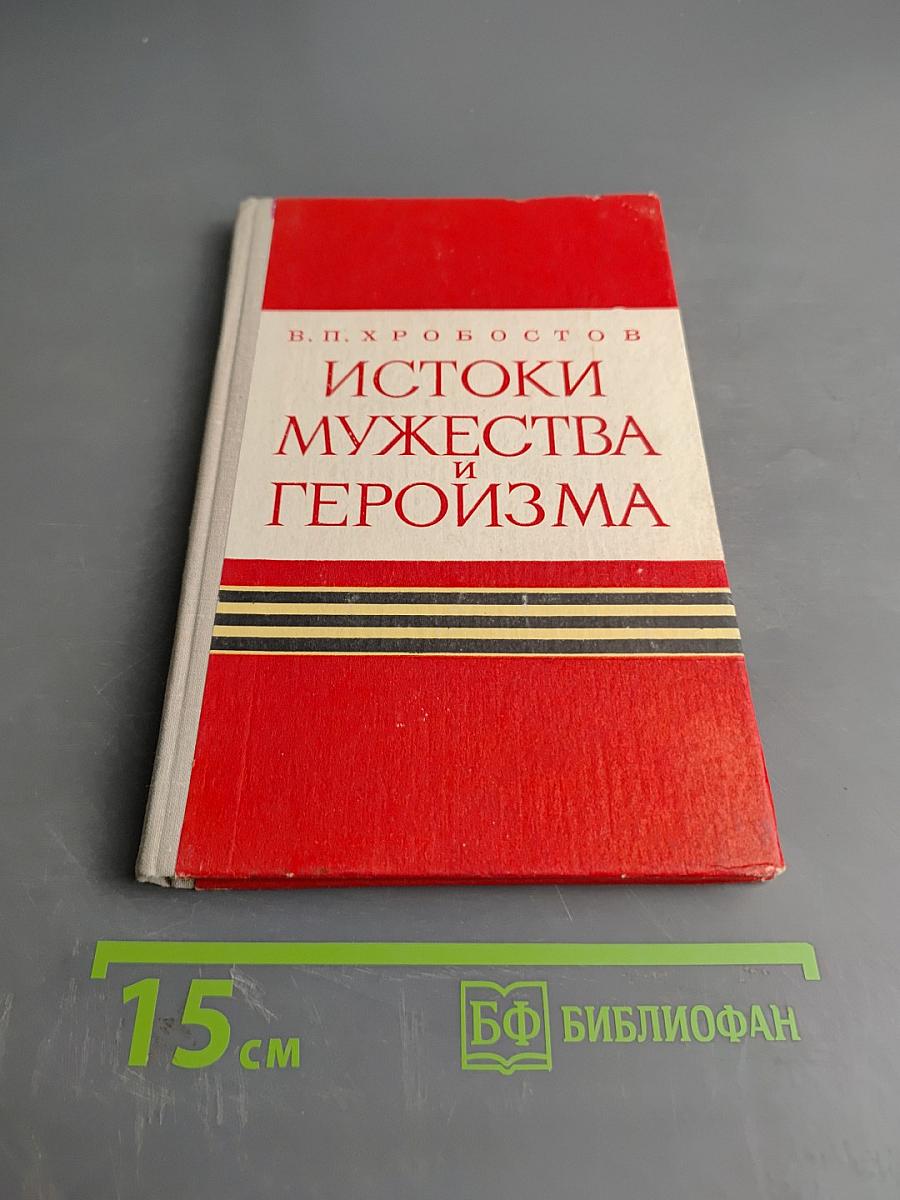 В. П. ХРОБОСТОВ
ИСТОКИ
МУЖЕСТВА
И
ГЕРОИЗМА
15 см
БФ БИБЛИОФАН